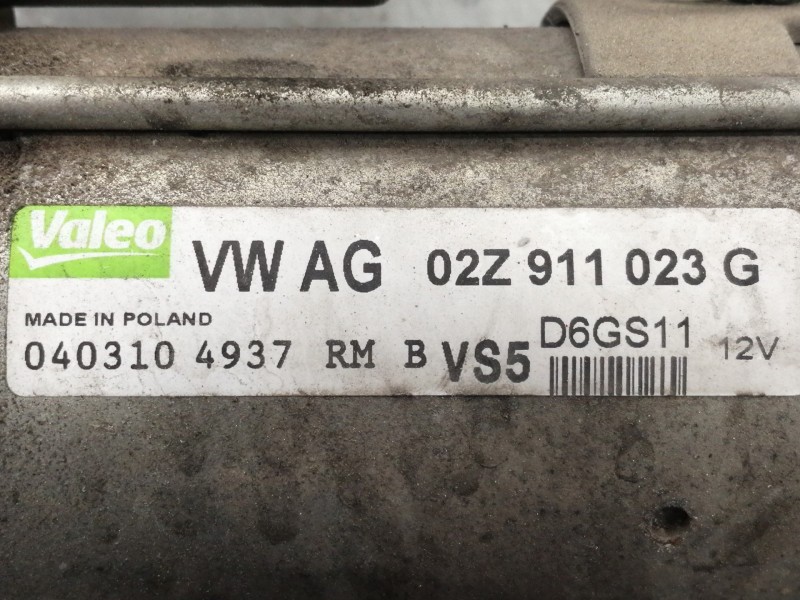 Valeo
VW AG 02Z 911 023 G
MADE IN POLAND
040310 4937 RM B VS5 D6GS11 12V